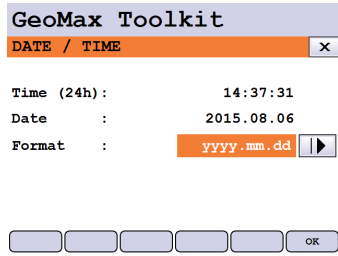 GeoMax Toolkit
DATE / TIME X
Time (24h): 14:37:31
Date : 2015.08.06
Format : yyyy.mm.dd
OK